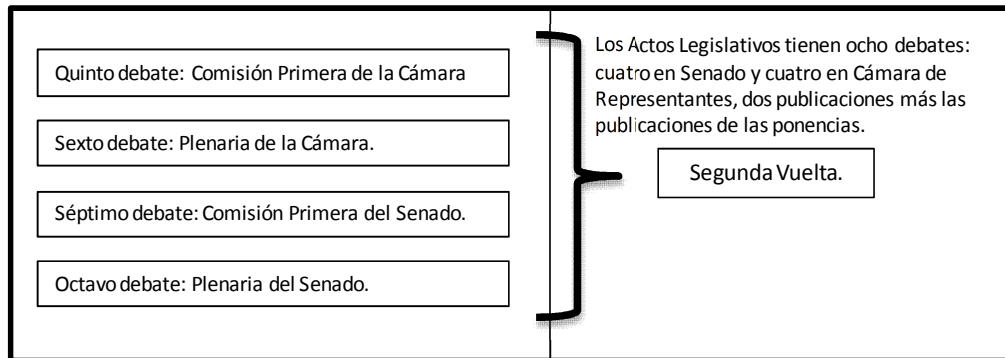 Quinto debate: Comisión Primera de la Cámara
Sexto debate: Plenaria de la Cámara.
Séptimo debate: Comisión Primera del Senado.
Octavo debate: Plenaria del Senado.
Los Actos Legislativos tienen ocho debates:
cuatro en Senado y cuatro en Cámara de
Representantes, dos publicaciones más las
publicaciones de las ponencias.
Segunda Vuelta.